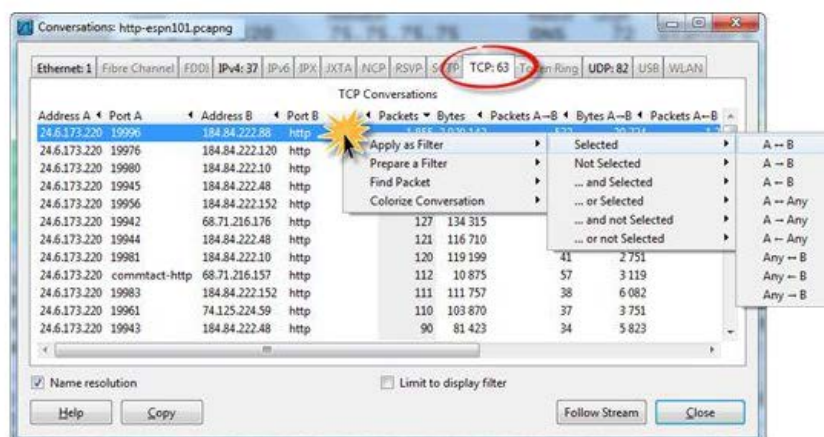 75.75.75.75
Conversations: http-espn101.pcapng
Ethernet: 1 Fibre Channel FDDI IPv4: 37 IPv6 IPX JXTA NCP RSVP TCP: 63 Token Ring UDP: 82 USB WLAN
TCP Conversations
Address A Port A Address B Port B Packets Bytes Packets A→B Bytes A→B Packets A←B
24.6.173.220 19996 184.84.222.88 http
24.6.173.220 19976 184.84.222.120 http
24.6.173.220 19980 184.84.222.10 http
24.6.173.220 19945 184.84.222.48 http
24.6.173.220 19956 184.84.222.152 http
24.6.173.220 19942 68.71.216.176 http 127 134 315
24.6.173.220 19944 184.84.222.48 http 121 116 710
24.6.173.220 19981 184.84.222.10 http 120 119 199 41 2 751
24.6.173.220 commtact-http 68.71.216.157 http 112 10 875 57 3 119
24.6.173.220 19983 184.84.222.152 http 111 111 757 38 6 082
24.6.173.220 19961 74.125.224.59 http 110 103 870 37 3 751
24.6.173.220 19943 184.84.222.48 http 90 81 423 34 5 823
Apply as Filter
Prepare a Filter
Find Packet
Colorize Conversation
Selected
Not Selected
... and Selected
... or Selected
... and not Selected
... or not Selected
A ↔ B
A → B
A ← B
A ↔ Any
A → Any
A ← Any
Any ↔ B
Any ← B
Any → B
Name resolution
Limit to display filter
Help Copy Follow Stream Close